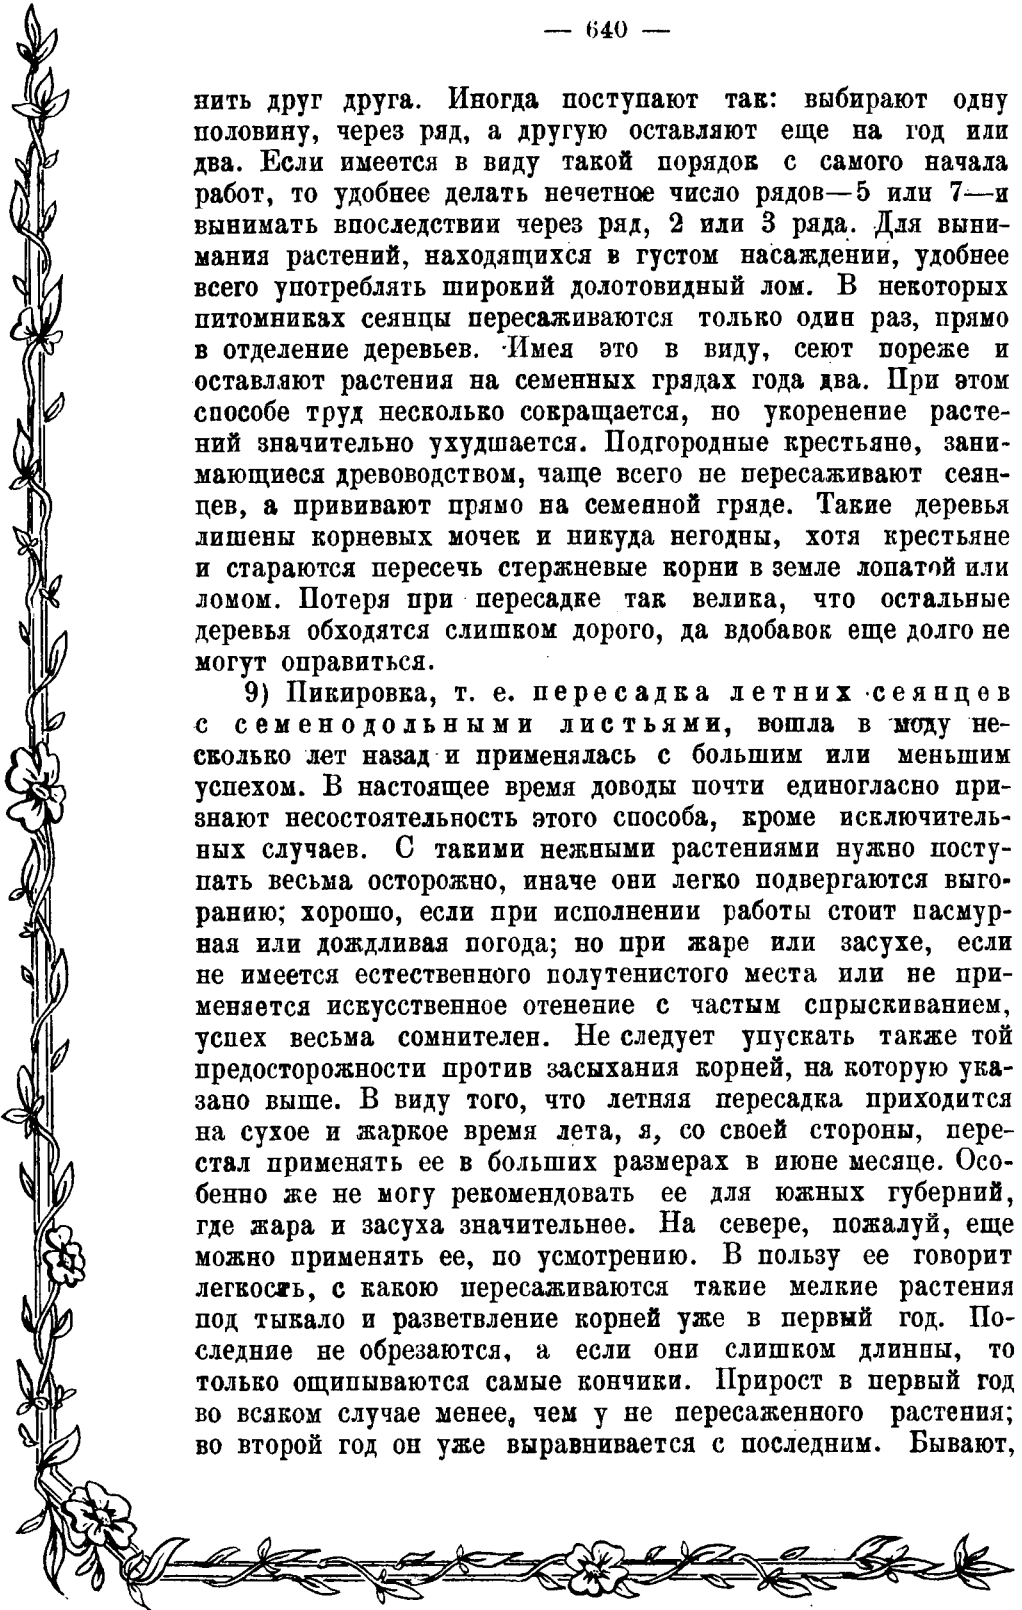 — 640 —
нить друг друга. Иногда поступают так: выбирают одну
половину, через ряд, а другую оставляют еще на год или
два. Если имеется в виду такой порядок с самого начала
работ, то удобнее делать нечетное число рядов—5 или 7—и
вынимать впоследствии через ряд, 2 или 3 ряда. Для выни-
мания растений, находящихся в густом насаждении, удобнее
всего употреблять широкий долотовидный лом. В некоторых
питомниках сеянцы пересаживаются только один раз, прямо
в отделение деревьев. Имея это в виду, сеют пореже и
оставляют растения на семенных грядах года два. При этом
способе труд несколько сокращается, но укоренение расте-
ний значительно ухудшается. Подгородные крестьяне, зани-
мающиеся древоводством, чаще всего не пересаживают сеян-
цев, а прививают прямо на семенной гряде. Такие деревья
лишены корневых мочек и никуда негодны, хотя крестьяне
и стараются пересечь стержневые корни в земле лопатой или
ломом. Потеря при пересадке так велика, что остальные
деревья обходятся слишком дорого, да вдобавок еще долго не
могут оправиться.
9) Пикировка, т. е. пересадка летних сеянцев
с семенодольными листьями, вошла в моду не-
сколько лет назад и применялась с большим или меньшим
успехом. В настоящее время доводы почти единогласно при-
знают несостоятельность этого способа, кроме исключитель-
ных случаев. С такими нежными растениями нужно посту-
пать весьма осторожно, иначе они легко подвергаются выго-
ранию; хорошо, если при исполнении работы стоит пасмур-
ная или дождливая погода; но при жаре или засухе, если
не имеется естественного полутенистого места или не при-
меняется искусственное отенение с частым спрыскиванием,
успех весьма сомнителен. Не следует упускать также той
предосторожности против засыхания корней, на которую ука-
зано выше. В виду того, что летняя пересадка приходится
на сухое и жаркое время лета, я, со своей стороны, пере-
стал применять ее в больших размерах в июне месяце. Осо-
бенно же не могу рекомендовать ее для южных губерний,
где жара и засуха значительнее. На севере, пожалуй, еще
можно применять ее, по усмотрению. В пользу ее говорит
легкость, с какою пересаживаются такие мелкие растения
под тыкало и разветвление корней уже в первый год. По-
следние не обрезаются, а если они слишком длинны, то
только ощипываются самые кончики. Прирост в первый год
во всяком случае менее, чем у не пересаженного растения;
во второй год он уже выравнивается с последним. Бывают,